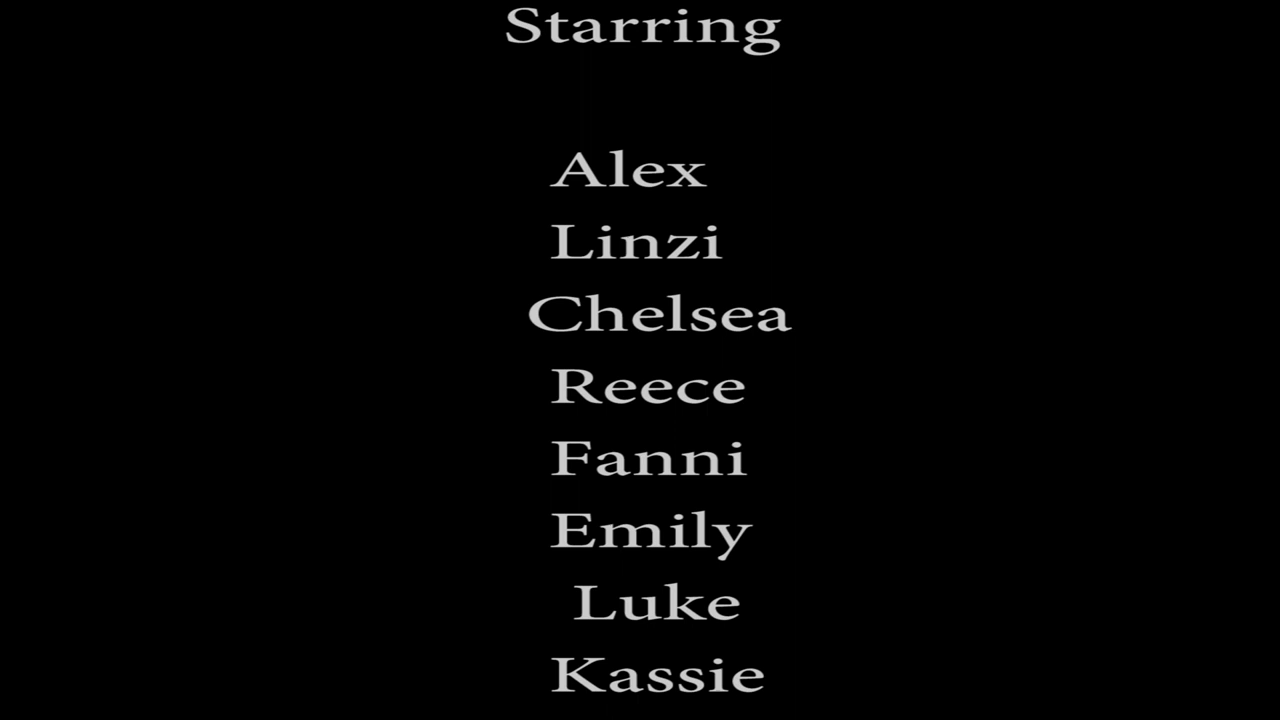 Starring
Alex
Linzi
Chelsea
Reece
Fanni
Emily
Luke
Kassie